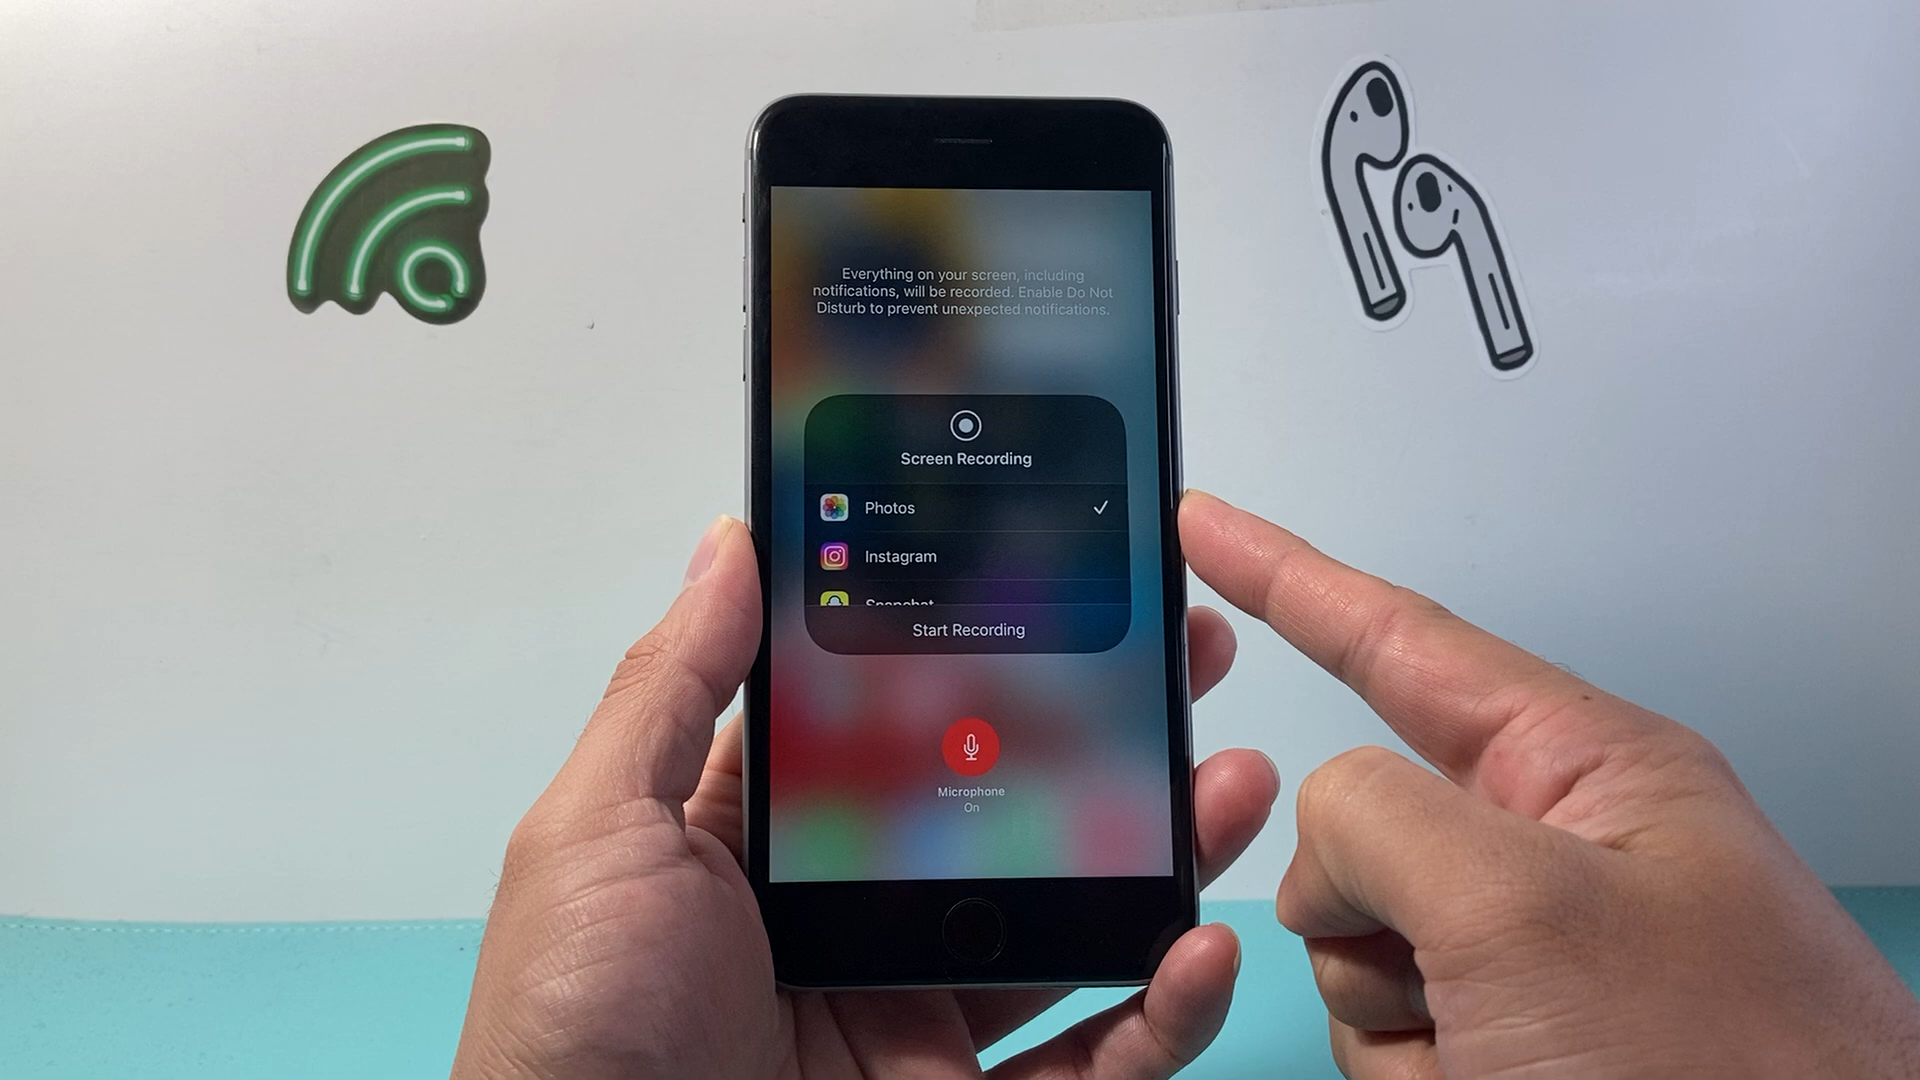 Everything on your screen, including
notifications, will be recorded. Enable Do Not
Disturb to prevent unexpected notifications.
Screen Recording
Photos
Instagram
Snapchat
Start Recording
Microphone
On